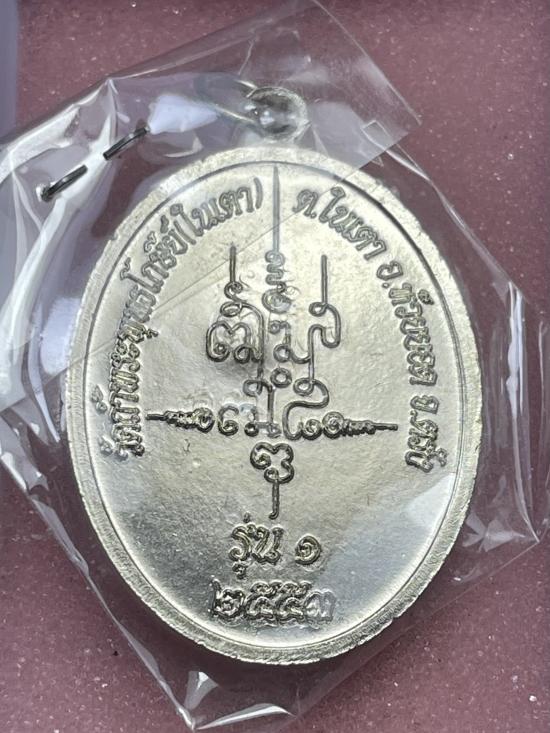 วัดถ้ำพระพุทธโกษีย์(ในเตา) ต.ในเตา อ.ห้วยยอด จ.ตรัง
รุ่น ๑
๒๕๕๓